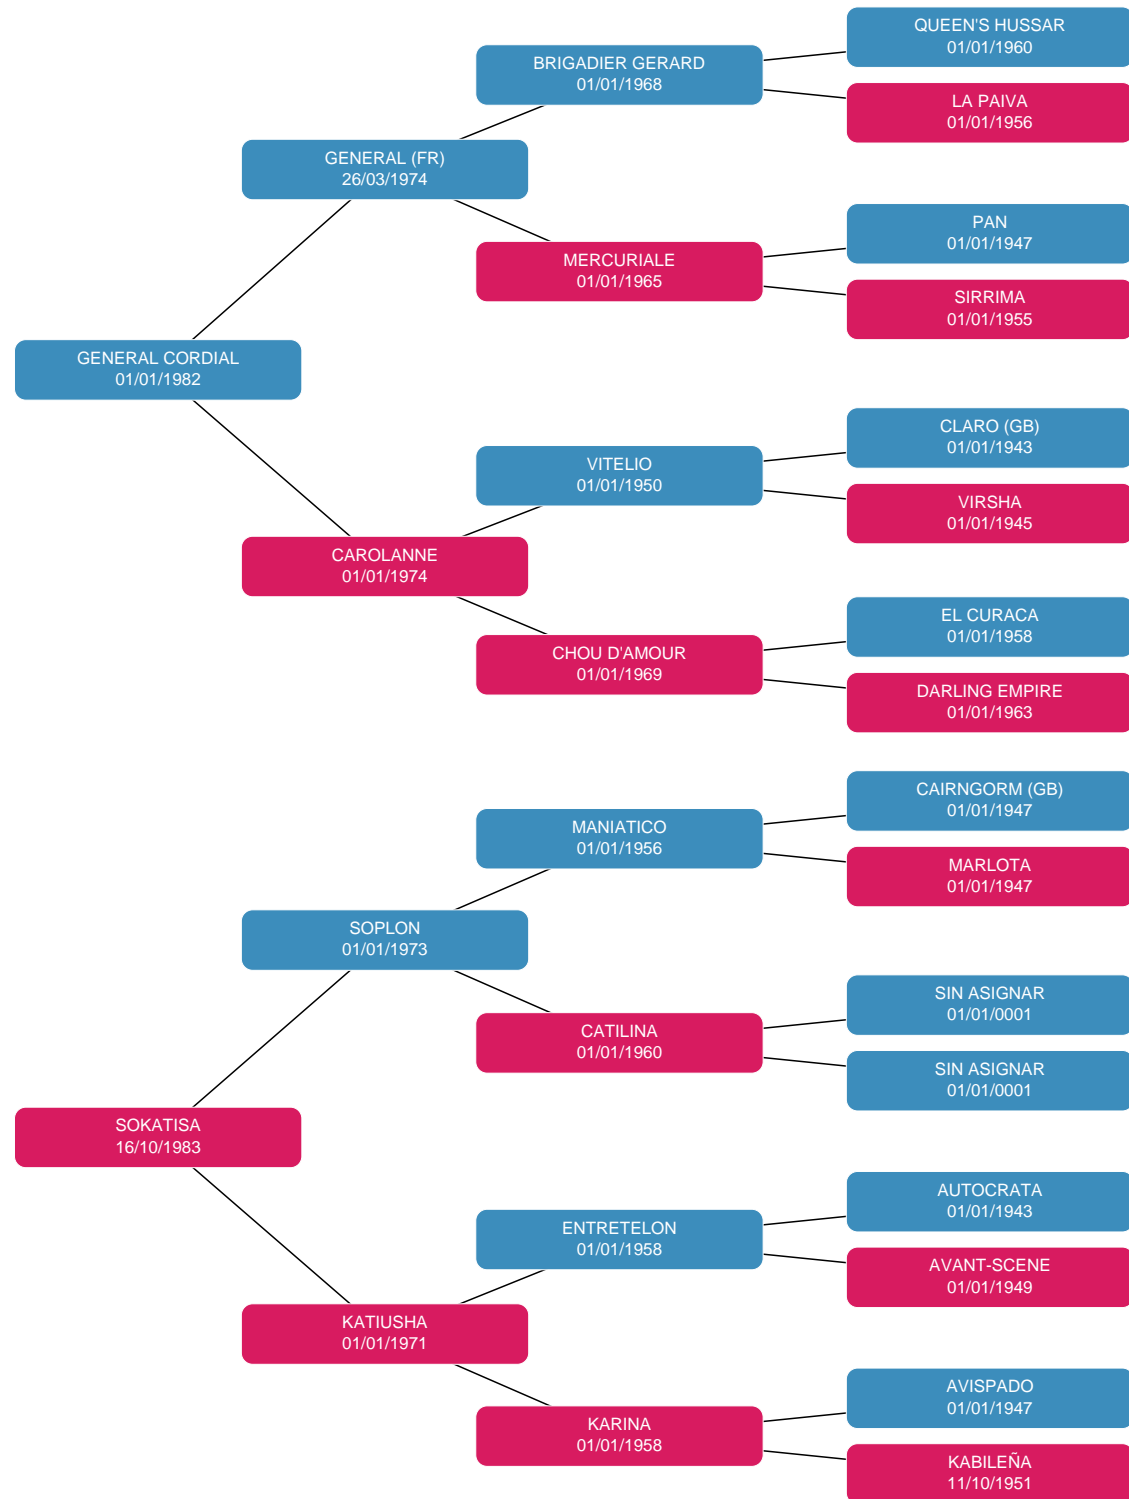 QUEEN'S HUSSAR
01/01/1960
BRIGADIER GERARD
01/01/1968
LA PAIVA
01/01/1956
GENERAL (FR)
26/03/1974
PAN
01/01/1947
MERCURIALE
01/01/1965
SIRRIMA
01/01/1955
GENERAL CORDIAL
01/01/1982
CLARO (GB)
01/01/1943
VITELIO
01/01/1950
VIRSHA
01/01/1945
CAROLANNE
01/01/1974
EL CURACA
01/01/1958
CHOU D'AMOUR
01/01/1969
DARLING EMPIRE
01/01/1963
CAIRNGORM (GB)
01/01/1947
MANIATICO
01/01/1956
MARLOTA
01/01/1947
SOPLON
01/01/1973
SIN ASIGNAR
01/01/0001
CATILINA
01/01/1960
SIN ASIGNAR
01/01/0001
SOKATISA
16/10/1983
AUTOCRATA
01/01/1943
ENTRETELON
01/01/1958
AVANT-SCENE
01/01/1949
KATIUSHA
01/01/1971
AVISPADO
01/01/1947
KARINA
01/01/1958
KABILEÑA
11/10/1951